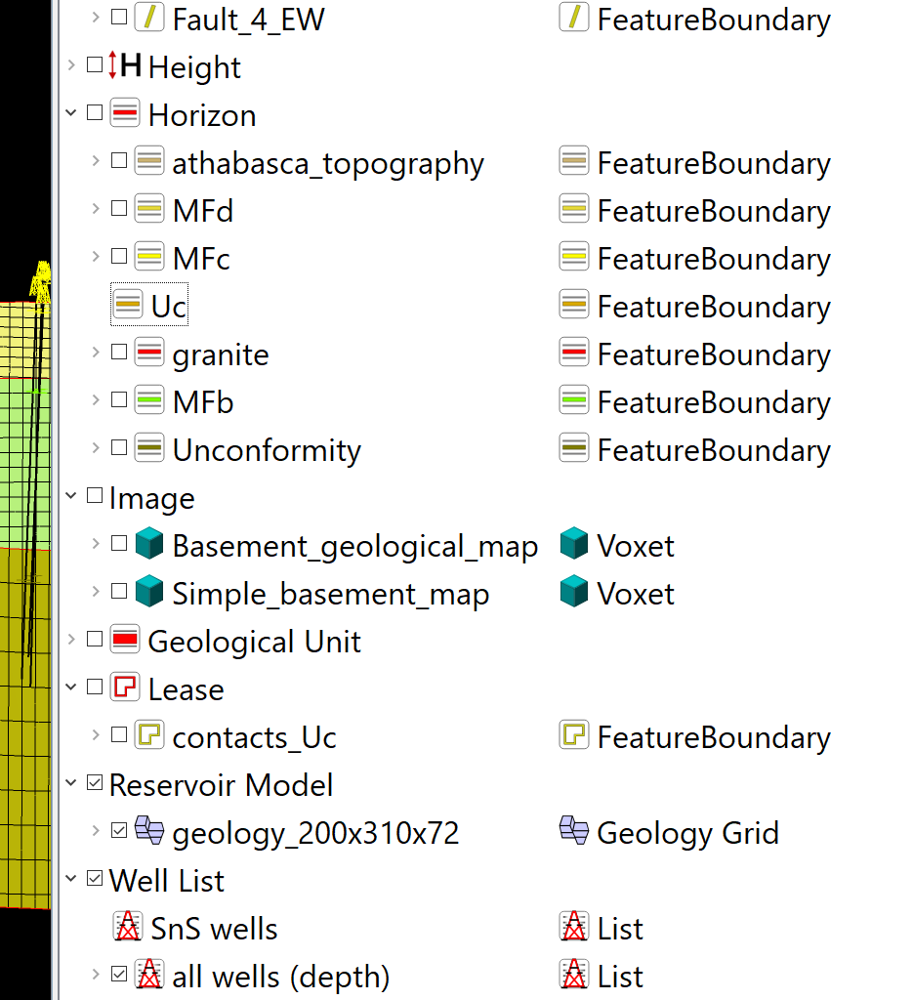 Fault_4_EW FeatureBoundary
H Height
Horizon
athabasca_topography FeatureBoundary
MFd FeatureBoundary
MFc FeatureBoundary
Uc FeatureBoundary
granite FeatureBoundary
MFb FeatureBoundary
Unconformity FeatureBoundary
Image
Basement_geological_map Voxet
Simple_basement_map Voxet
Geological Unit
Lease
contacts_Uc FeatureBoundary
Reservoir Model
geology_200x310x72 Geology Grid
Well List
SnS wells List
all wells (depth) List